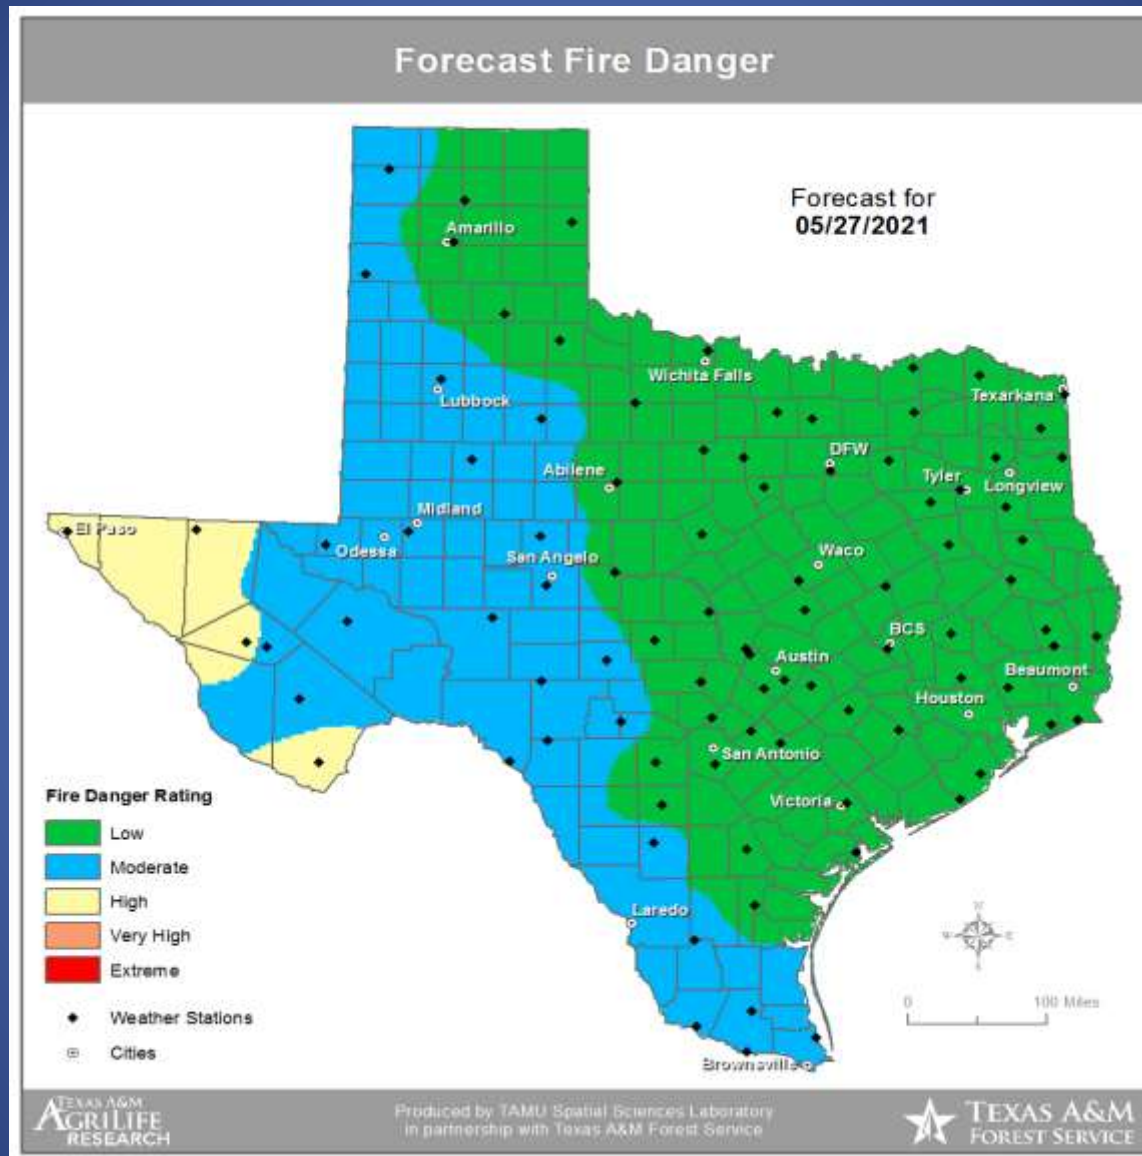 Forecast Fire Danger
Forecast for
05/27/2021
Amarillo
Wichita Falls
Texarkana
Lubbock
DFW
Abilene
Tyler
Longview
Midland
El Paso
Odessa
San Angelo
Waco
BCS
Austin
Beaumont
Houston
San Antonio
Victoria
Laredo
Brownsville
Fire Danger Rating
Low
Moderate
High
Very High
Extreme
Weather Stations
Cities
N
W E
S
0 100 Miles
TEXAS A&M
AGRILIFE
RESEARCH
Produced by TAMU Spatial Sciences Laboratory
in partnership with Texas A&M Forest Service
TEXAS A&M
FOREST SERVICE